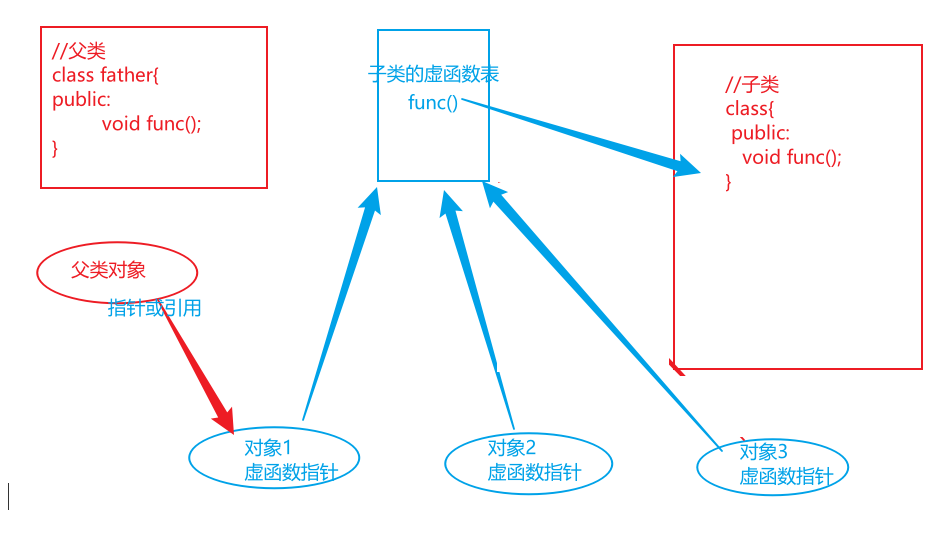 //父类
class father{
public:
void func();
}
子类的虚函数表
func()
//子类
class{
public:
void func();
}
父类对象
指针或引用
对象1
虚函数指针
对象2
虚函数指针
对象3
虚函数指针